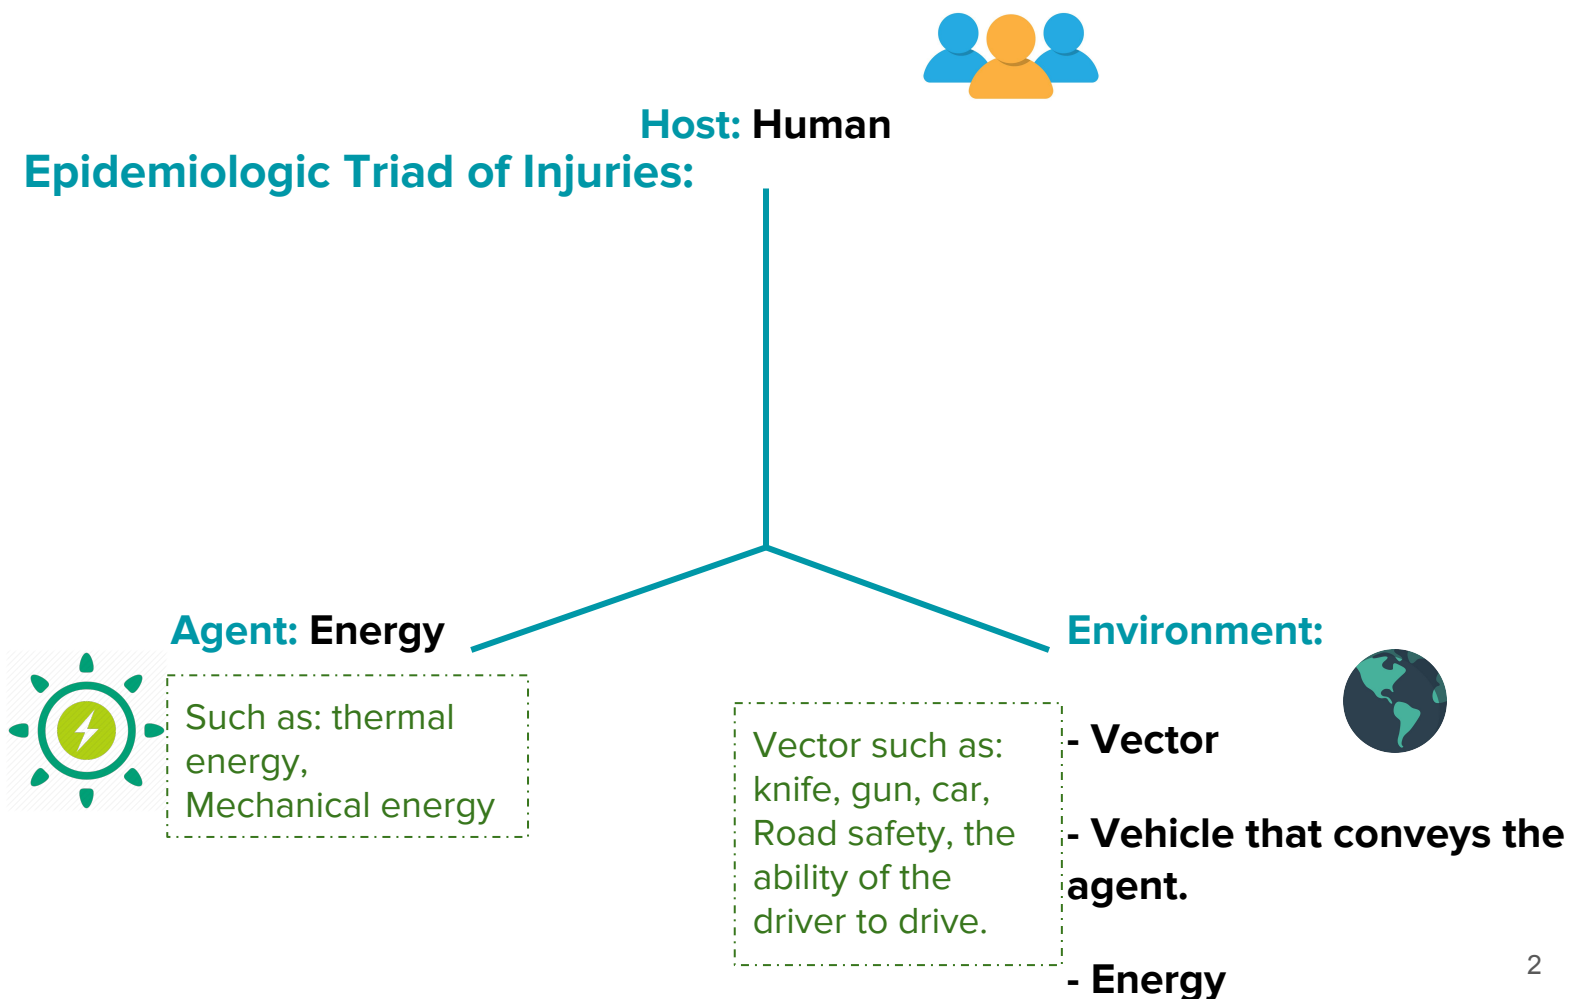 Host: Human
Epidemiologic Triad of Injuries:
Agent: Energy
Such as: thermal
energy,
Mechanical energy
Environment:
Vector such as:
knife, gun, car,
Road safety, the
ability of the
driver to drive.
- Vector
- Vehicle that conveys the
agent.
- Energy
2